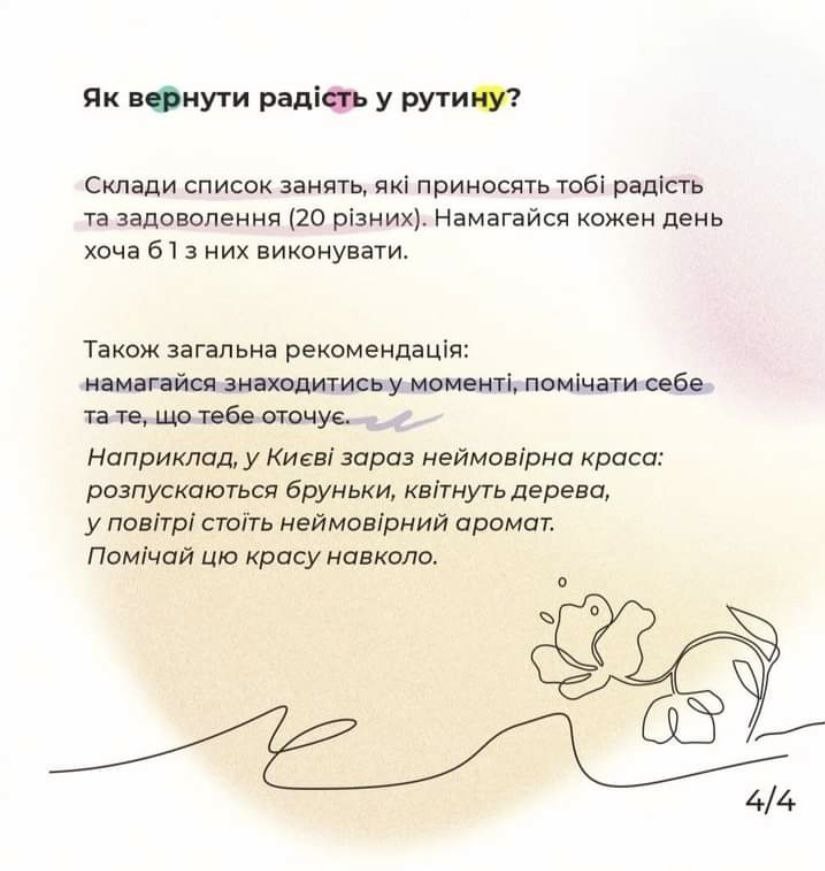 Як вернути радість у рутину?
Склади список занять, які приносять тобі радість
та задоволення (20 різних). Намагайся кожен день
хоча б 1 з них виконувати.
Також загальна рекомендація:
намагайся знаходитись у моменті, помічати себе
та те, що тебе оточує.
Наприклад, у Києві зараз неймовірна краса:
розпускаються бруньки, квітнуть дерева,
у повітрі стоїть неймовірний аромат.
Помічай цю красу навколо.
4/4